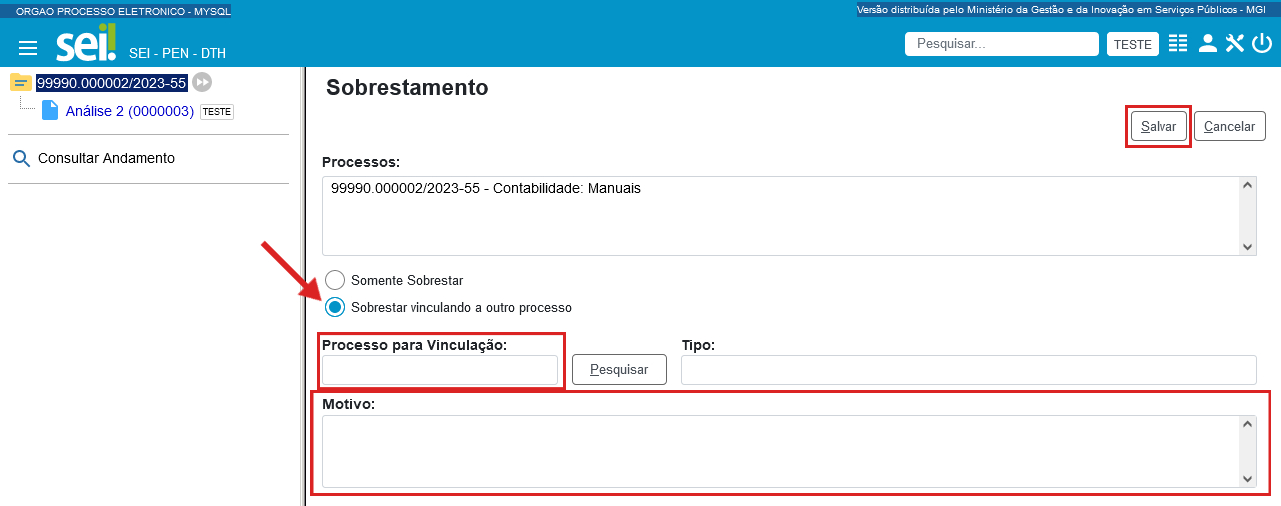 ORGAO PROCESSO ELETRONICO - MYSQL
Versão distribuída pelo Ministério da Gestão e da Inovação em Serviços Públicos - MGI
sei!
SEI - PEN - DTH
Pesquisar...
TESTE
99990.000002/2023-55
Análise 2 (0000003) TESTE
Consultar Andamento
Sobrestamento
Salvar
Cancelar
Processos:
99990.000002/2023-55 - Contabilidade: Manuais
Somente Sobrestar
Sobrestar vinculando a outro processo
Processo para Vinculação:
Pesquisar
Tipo:
Motivo: